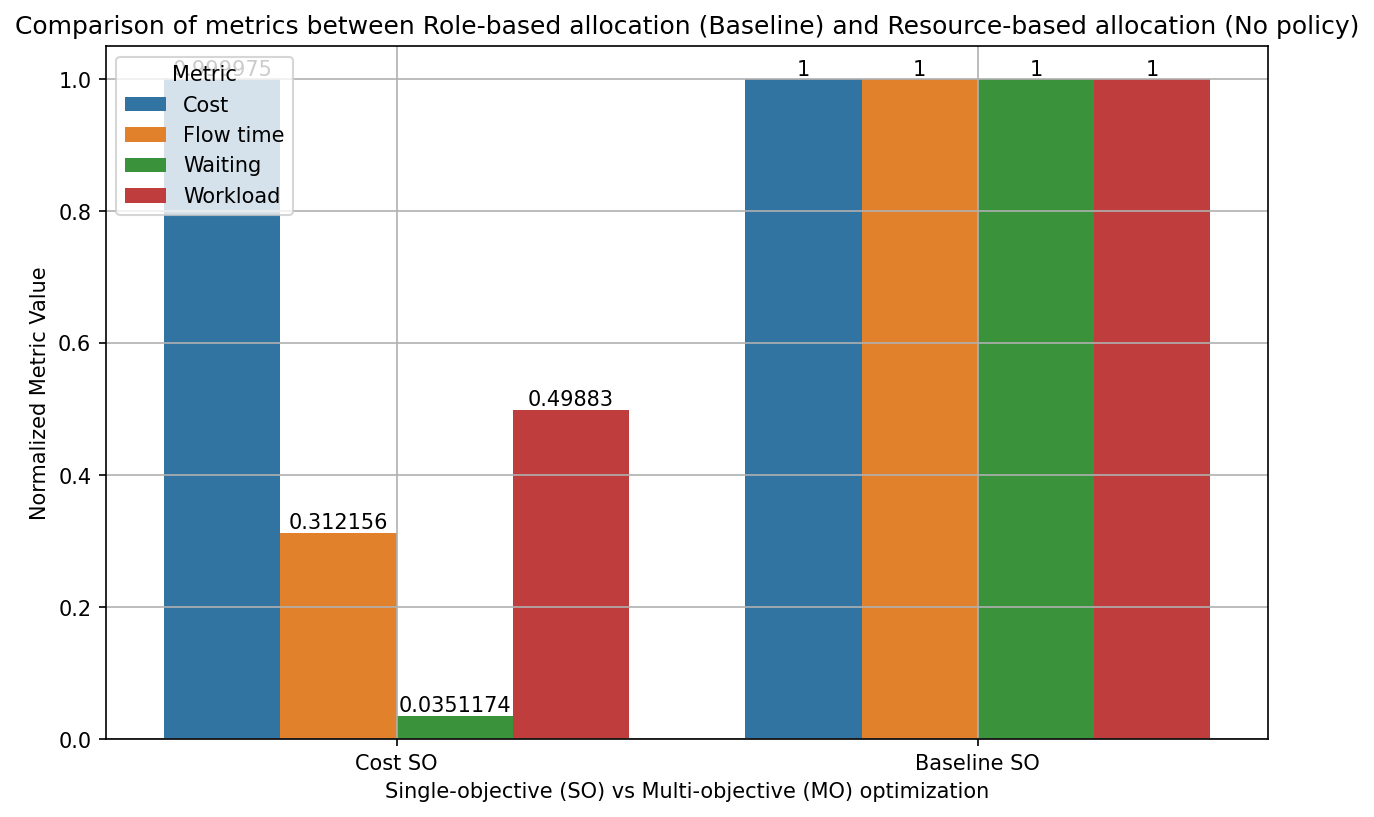 Comparison of metrics between Role-based allocation (Baseline) and Resource-based allocation (No policy)
Normalized Metric Value
1.0
0.8
0.6
0.4
0.2
0.0
Metric
Cost
Flow time
Waiting
Workload
0.312156
0.0351174
0.49883
1
1
1
1
Cost SO
Baseline SO
Single-objective (SO) vs Multi-objective (MO) optimization